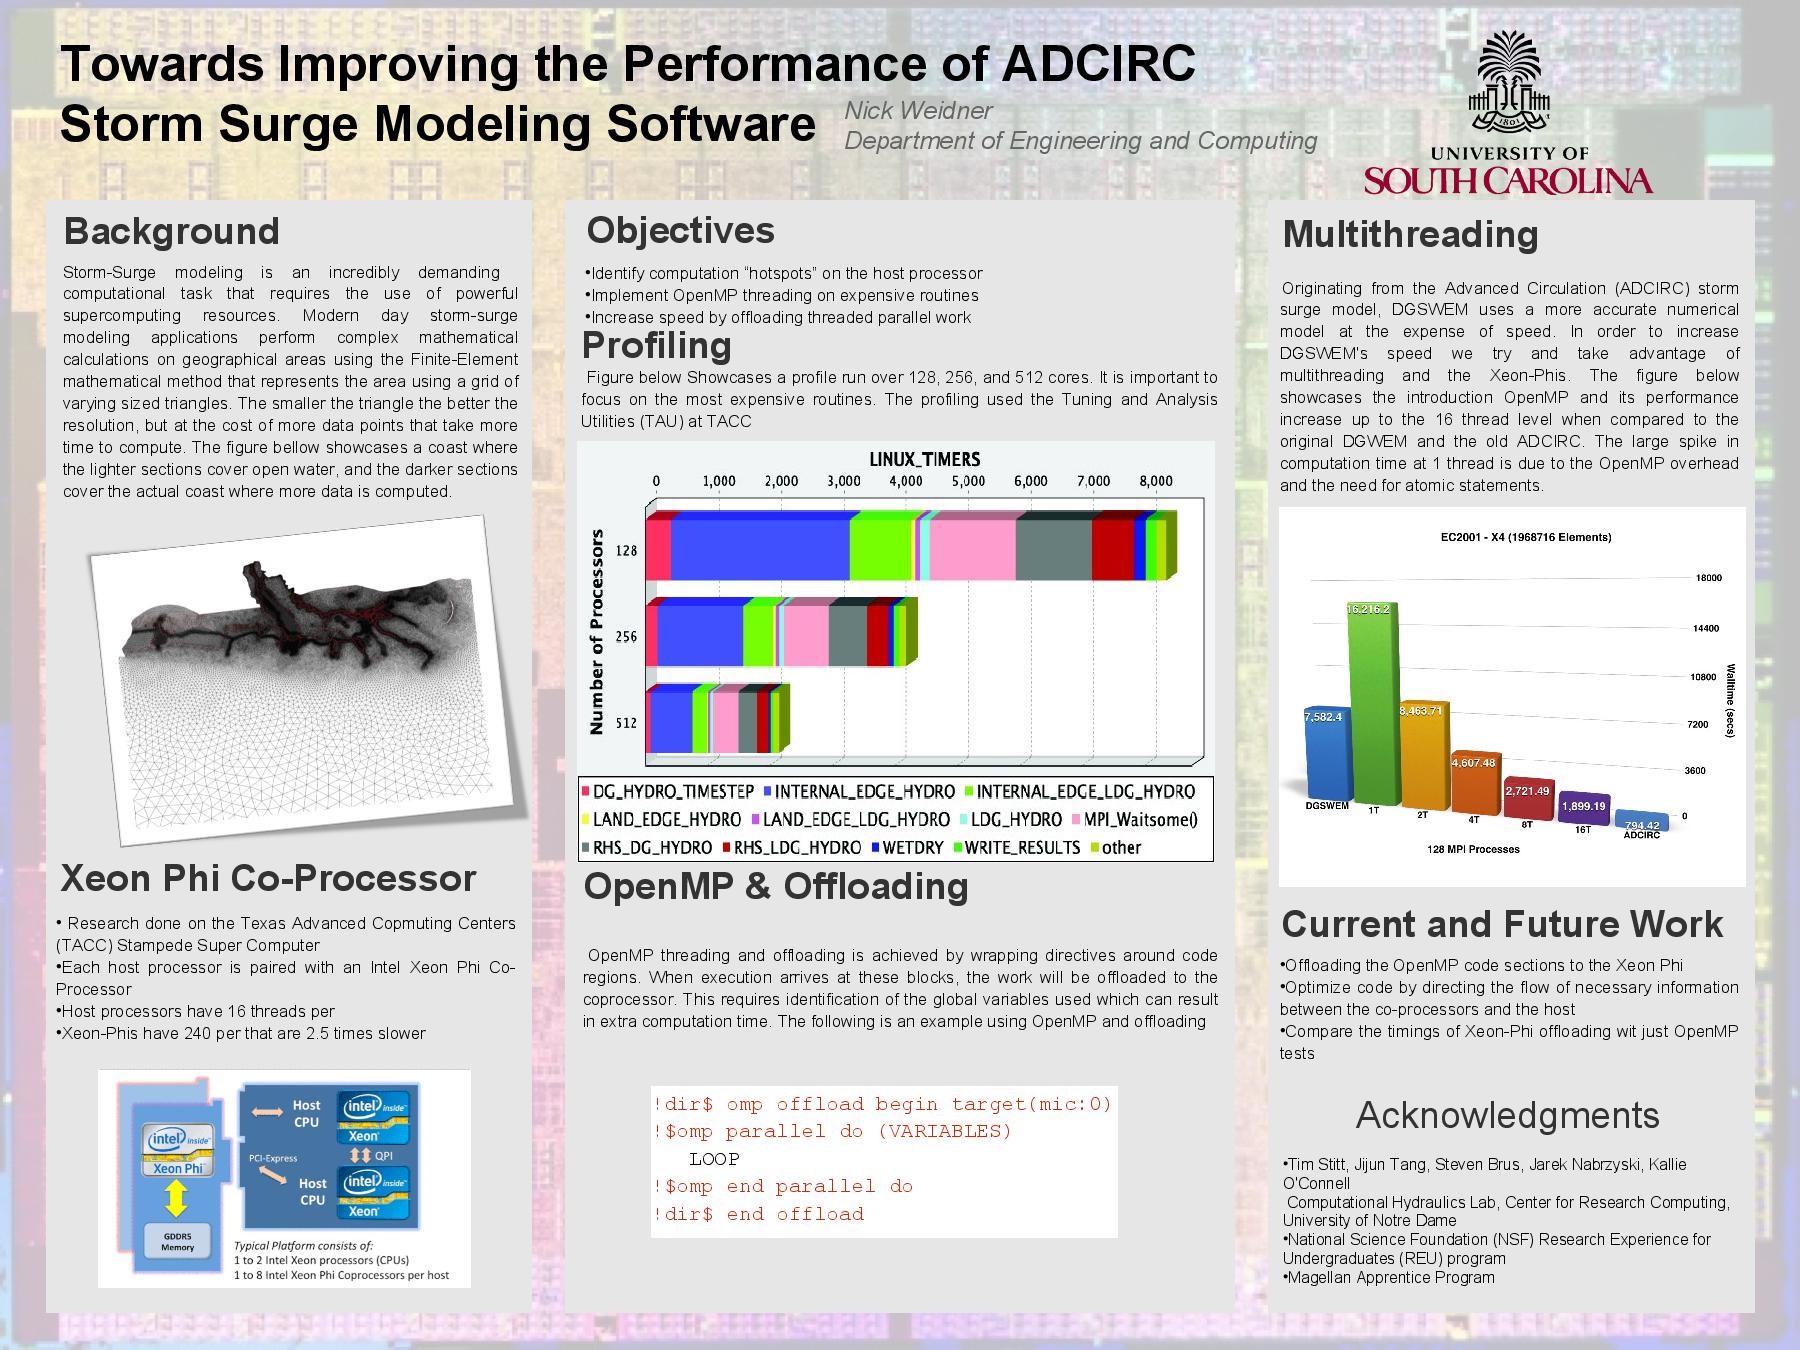 Towards Improving the Performance of ADCIRC
Storm Surge Modeling Software
Nick Weidner
Department of Engineering and Computing
1801
UNIVERSITY OF
SOUTH CAROLINA
Background
Storm-Surge modeling is an incredibly demanding
computational task that requires the use of powerful
supercomputing resources. Modern day storm-surge
modeling applications perform complex mathematical
calculations on geographical areas using the Finite-Element
mathematical method that represents the area using a grid of
varying sized triangles. The smaller the triangle the better the
resolution, but at the cost of more data points that take more
time to compute. The figure bellow showcases a coast where
the lighter sections cover open water, and the darker sections
cover the actual coast where more data is computed.
Xeon Phi Co-Processor
• Research done on the Texas Advanced Copmuting Centers
(TACC) Stampede Super Computer
•Each host processor is paired with an Intel Xeon Phi Co-
Processor
•Host processors have 16 threads per
•Xeon-Phis have 240 per that are 2.5 times slower
intel inside™
Xeon Phi™
GDDR5
Memory
Host
CPU
intel inside™
Xeon®
PCI-Express
QPI
Host
CPU
intel inside™
Xeon®
Typical Platform consists of:
1 to 2 Intel Xeon processors (CPUs)
1 to 8 Intel Xeon Phi Coprocessors per host
Objectives
•Identify computation “hotspots” on the host processor
•Implement OpenMP threading on expensive routines
•Increase speed by offloading threaded parallel work
Profiling
Figure below Showcases a profile run over 128, 256, and 512 cores. It is important to
focus on the most expensive routines. The profiling used the Tuning and Analysis
Utilities (TAU) at TACC
LINUX_TIMERS
0 1,000 2,000 3,000 4,000 5,000 6,000 7,000 8,000
Number of Processors
128
256
512
DG_HYDRO_TIMESTEP INTERNAL_EDGE_HYDRO INTERNAL_EDGE_LDG_HYDRO
LAND_EDGE_HYDRO LAND_EDGE_LDG_HYDRO LDG_HYDRO MPI_Waitsome()
RHS_DG_HYDRO RHS_LDG_HYDRO WETDRY WRITE_RESULTS other
OpenMP & Offloading
OpenMP threading and offloading is achieved by wrapping directives around code
regions. When execution arrives at these blocks, the work will be offloaded to the
coprocessor. This requires identification of the global variables used which can result
in extra computation time. The following is an example using OpenMP and offloading
!dir$ omp offload begin target(mic:0)
!$omp parallel do (VARIABLES)
LOOP
!$omp end parallel do
!dir$ end offload
Multithreading
Originating from the Advanced Circulation (ADCIRC) storm
surge model, DGSWEM uses a more accurate numerical
model at the expense of speed. In order to increase
DGSWEM's speed we try and take advantage of
multithreading and the Xeon-Phis. The figure below
showcases the introduction OpenMP and its performance
increase up to the 16 thread level when compared to the
original DGWEM and the old ADCIRC. The large spike in
computation time at 1 thread is due to the OpenMP overhead
and the need for atomic statements.
EC2001 - X4 (1968716 Elements)
18000
14400
10800
7200
3600
0
Walltime (secs)
7,582.4
16,216.2
8,463.71
4,607.48
2,721.49
1,899.19
794.42
DGSWEM 1T 2T 4T 8T 16T ADCIRC
128 MPI Processes
Current and Future Work
•Offloading the OpenMP code sections to the Xeon Phi
•Optimize code by directing the flow of necessary information
between the co-processors and the host
•Compare the timings of Xeon-Phi offloading wit just OpenMP
tests
Acknowledgments
•Tim Stitt, Jijun Tang, Steven Brus, Jarek Nabrzyski, Kallie
O'Connell
Computational Hydraulics Lab, Center for Research Computing,
University of Notre Dame
•National Science Foundation (NSF) Research Experience for
Undergraduates (REU) program
•Magellan Apprentice Program